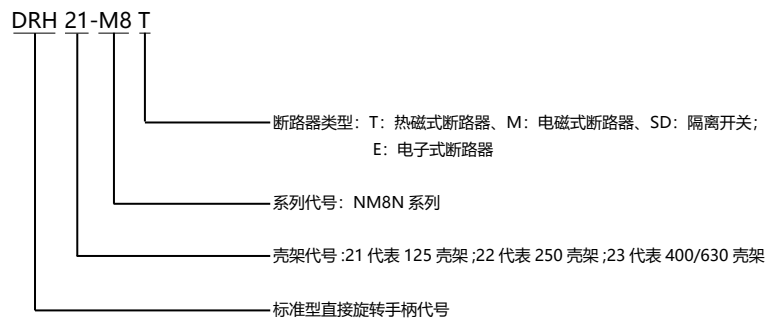 DRH 21-M8 T
断路器类型：T：热磁式断路器、M：电磁式断路器、SD：隔离开关；
E：电子式断路器
系列代号：NM8N 系列
壳架代号 :21 代表 125 壳架 ;22 代表 250 壳架 ;23 代表 400/630 壳架
标准型直接旋转手柄代号